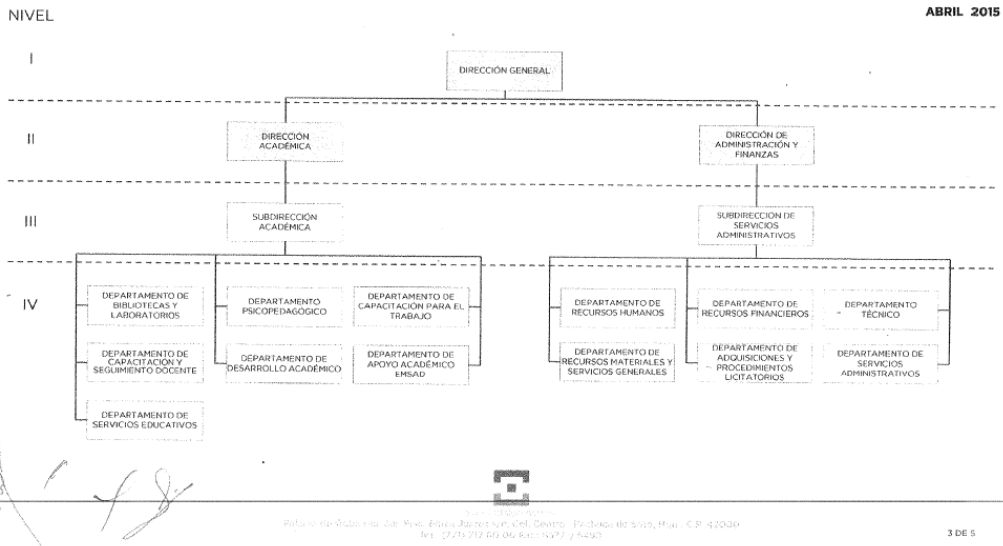 NIVEL
ABRIL 2015
I
DIRECCIÓN GENERAL
II
DIRECCIÓN
ACADÉMICA
DIRECCIÓN DE
ADMINISTRACIÓN Y
FINANZAS
III
SUBDIRECCIÓN
ACADÉMICA
SUBDIRECCION DE
SERVICIOS
ADMINISTRATIVOS
IV
DEPARTAMENTO DE
BIBLIOTECAS Y
LABORATORIOS
DEPARTAMENTO
PSICOPEDAGÓGICO
DEPARTAMENTO DE
CAPACITACIÓN PARA EL
TRABAJO
DEPARTAMENTO DE
RECURSOS HUMANOS
DEPARTAMENTO DE
RECURSOS FINANCIEROS
DEPARTAMENTO
TÉCNICO
DEPARTAMENTO DE
CAPACITACIÓN Y
SEGUIMIENTO DOCENTE
DEPARTAMENTO DE
DESARROLLO ACADÉMICO
DEPARTAMENTO DE
APOYO ACADÉMICO
EMSAD
DEPARTAMENTO DE
RECURSOS MATERIALES Y
SERVICIOS GENERALES
DEPARTAMENTO DE
ADQUISICIONES Y
PROCEDIMIENTOS
LICITATORIOS
DEPARTAMENTO DE
SERVICIOS
ADMINISTRATIVOS
DEPARTAMENTO DE
SERVICIOS EDUCATIVOS
3 DE 5